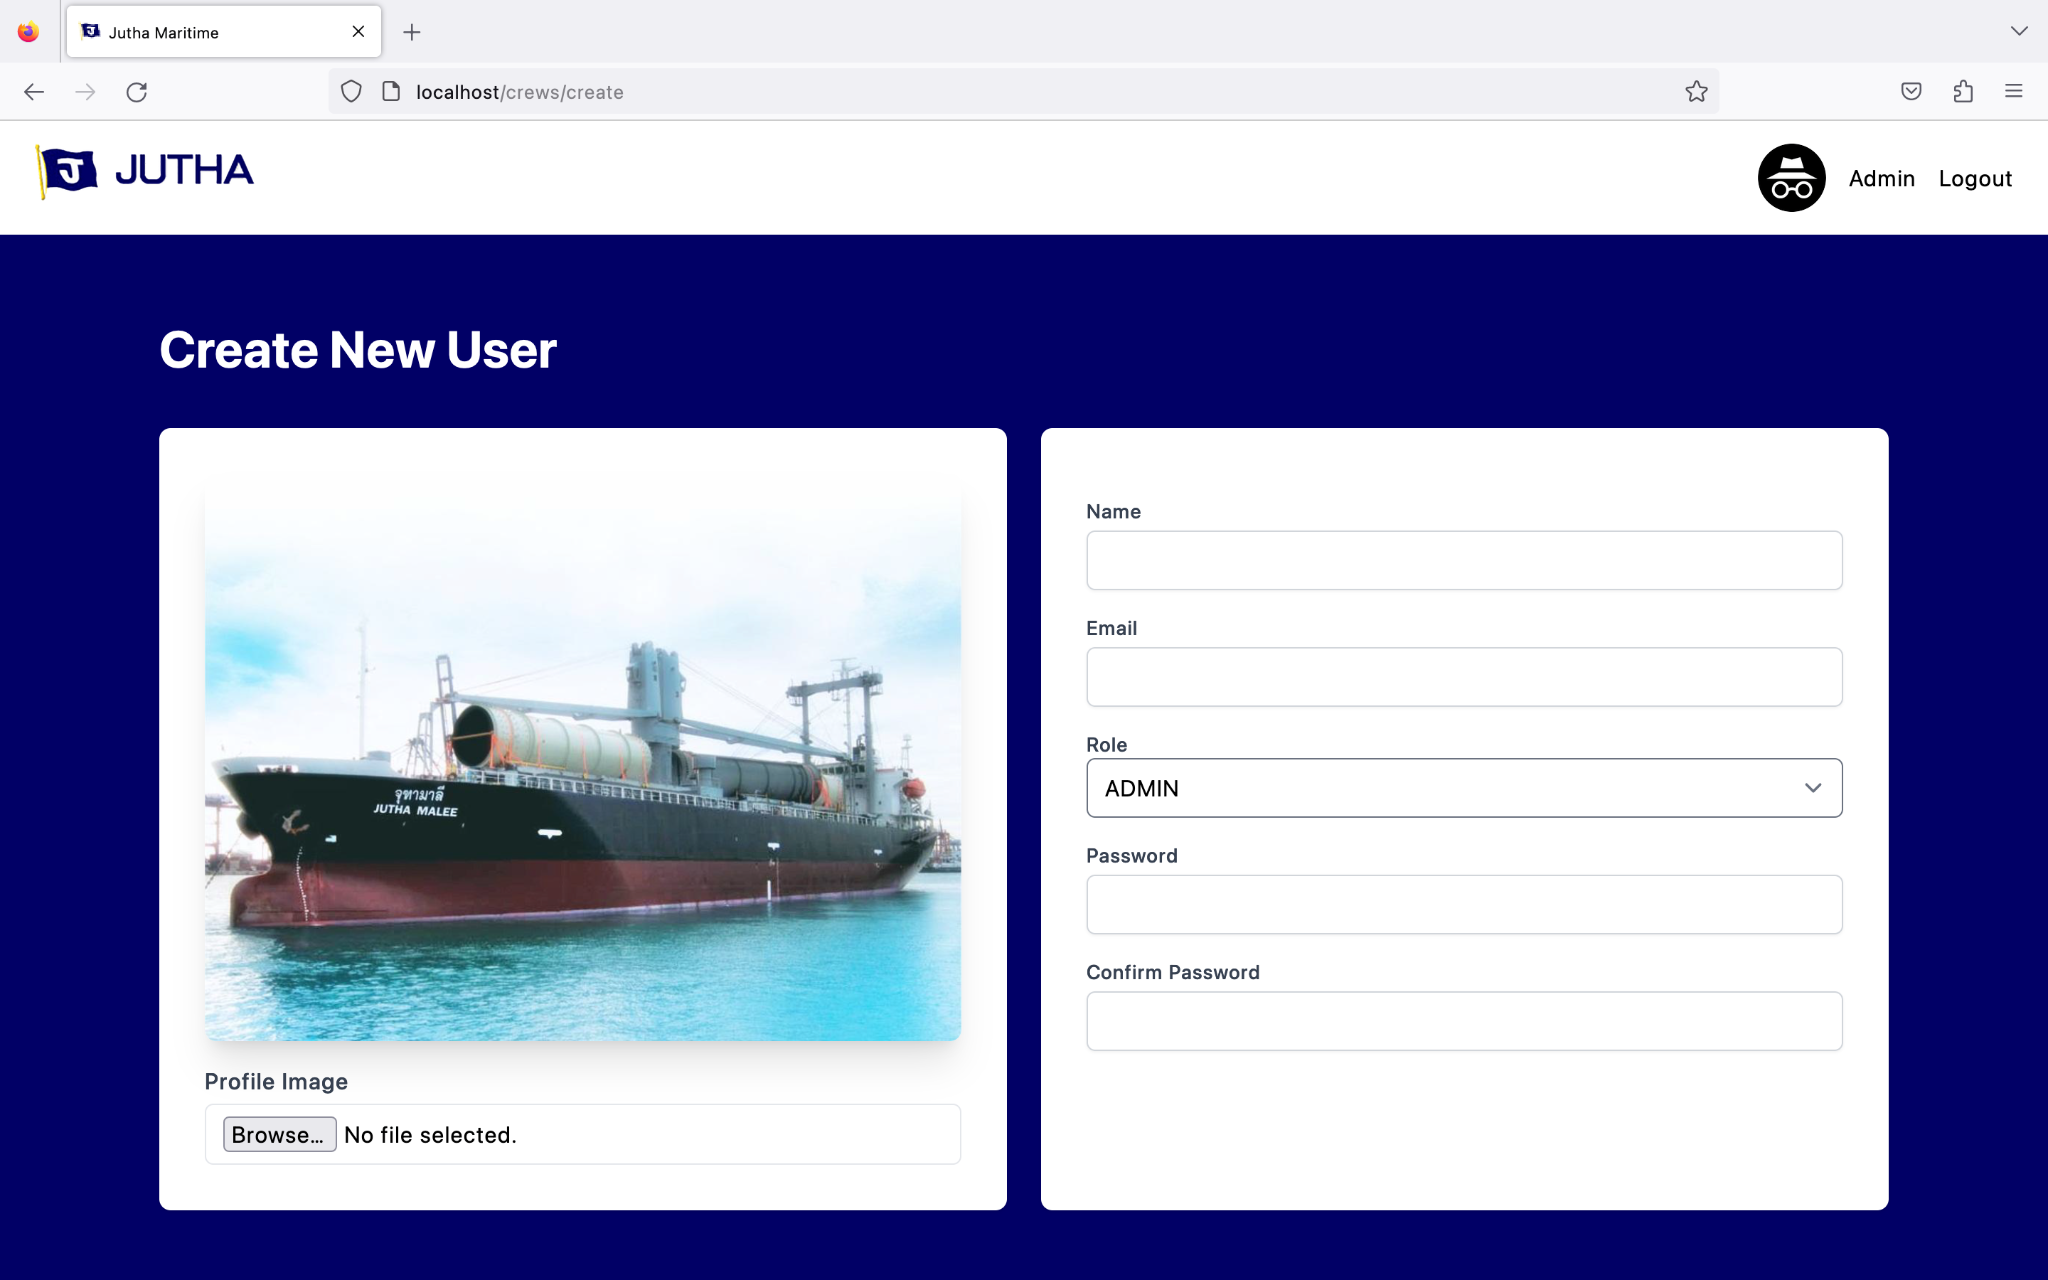 Jutha Maritime
localhost/crews/create
J JUTHA
Admin Logout
Create New User
จุฑามาลี
JUTHA MALEE
Profile Image
Browse... No file selected.
Name
Email
Role
ADMIN
Password
Confirm Password